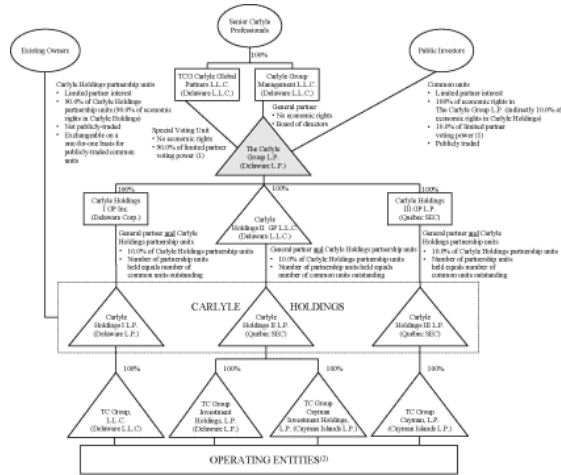 Senior Carlyle
Professionals
Existing Owners
Public Investors
100%
TCG Carlyle Global
Partners L.L.C.
(Delaware L.L.C.)
Carlyle Group
Management L.L.C.
(Delaware L.L.C.)
Carlyle Holdings partnership units
• Limited partner interest
• 90.0% of Carlyle Holdings
partnership units (90.0% of economic
rights in Carlyle Holdings)
• Not publicly-traded
• Exchangeable on a
one-for-one basis for
publicly-traded common
units
Special Voting Unit
• No economic rights
• 90.0% of limited partner
voting power (1)
General partner
• No economic rights
• Board of directors
Common units
• Limited partner interest
• 100% of economic rights in
The Carlyle Group L.P. (indirectly 10.0% of
economic rights in Carlyle Holdings)
• 10.0% of limited partner
voting power (1)
• Publicly traded
The Carlyle
Group L.P.
(Delaware L.P.)
100%
100%
100%
Carlyle Holdings
I GP Inc.
(Delaware Corp.)
Carlyle
Holdings II GP L.L.C.
(Delaware L.L.C.)
Carlyle Holdings
III GP L.P.
(Québec SEC)
General partner and Carlyle
Holdings partnership units
• 10.0% of Carlyle Holdings partnership units
• Number of partnership units
held equals number of
common units outstanding
General partner and Carlyle Holdings partnership units
• 10.0% of Carlyle Holdings partnership units
• Number of partnership units held equals number
of common units outstanding
General partner and Carlyle
Holdings partnership units
• 10.0% of Carlyle Holdings partnership units
• Number of partnership units
held equals number of
common units outstanding
CARLYLE HOLDINGS
Carlyle
Holdings I L.P.
(Delaware L.P.)
Carlyle
Holdings II L.P.
(Québec SEC)
Carlyle
Holdings III L.P.
(Québec SEC)
100%
100%
100%
100%
TC Group,
L.L.C.
(Delaware L.L.C)
TC Group
Investment
Holdings, L.P.
(Delaware L.P.)
TC Group
Cayman
Investment Holdings,
L.P. (Cayman Islands L.P.)
TC Group
Cayman, L.P.
(Cayman Islands L.P.)
OPERATING ENTITIES(2)